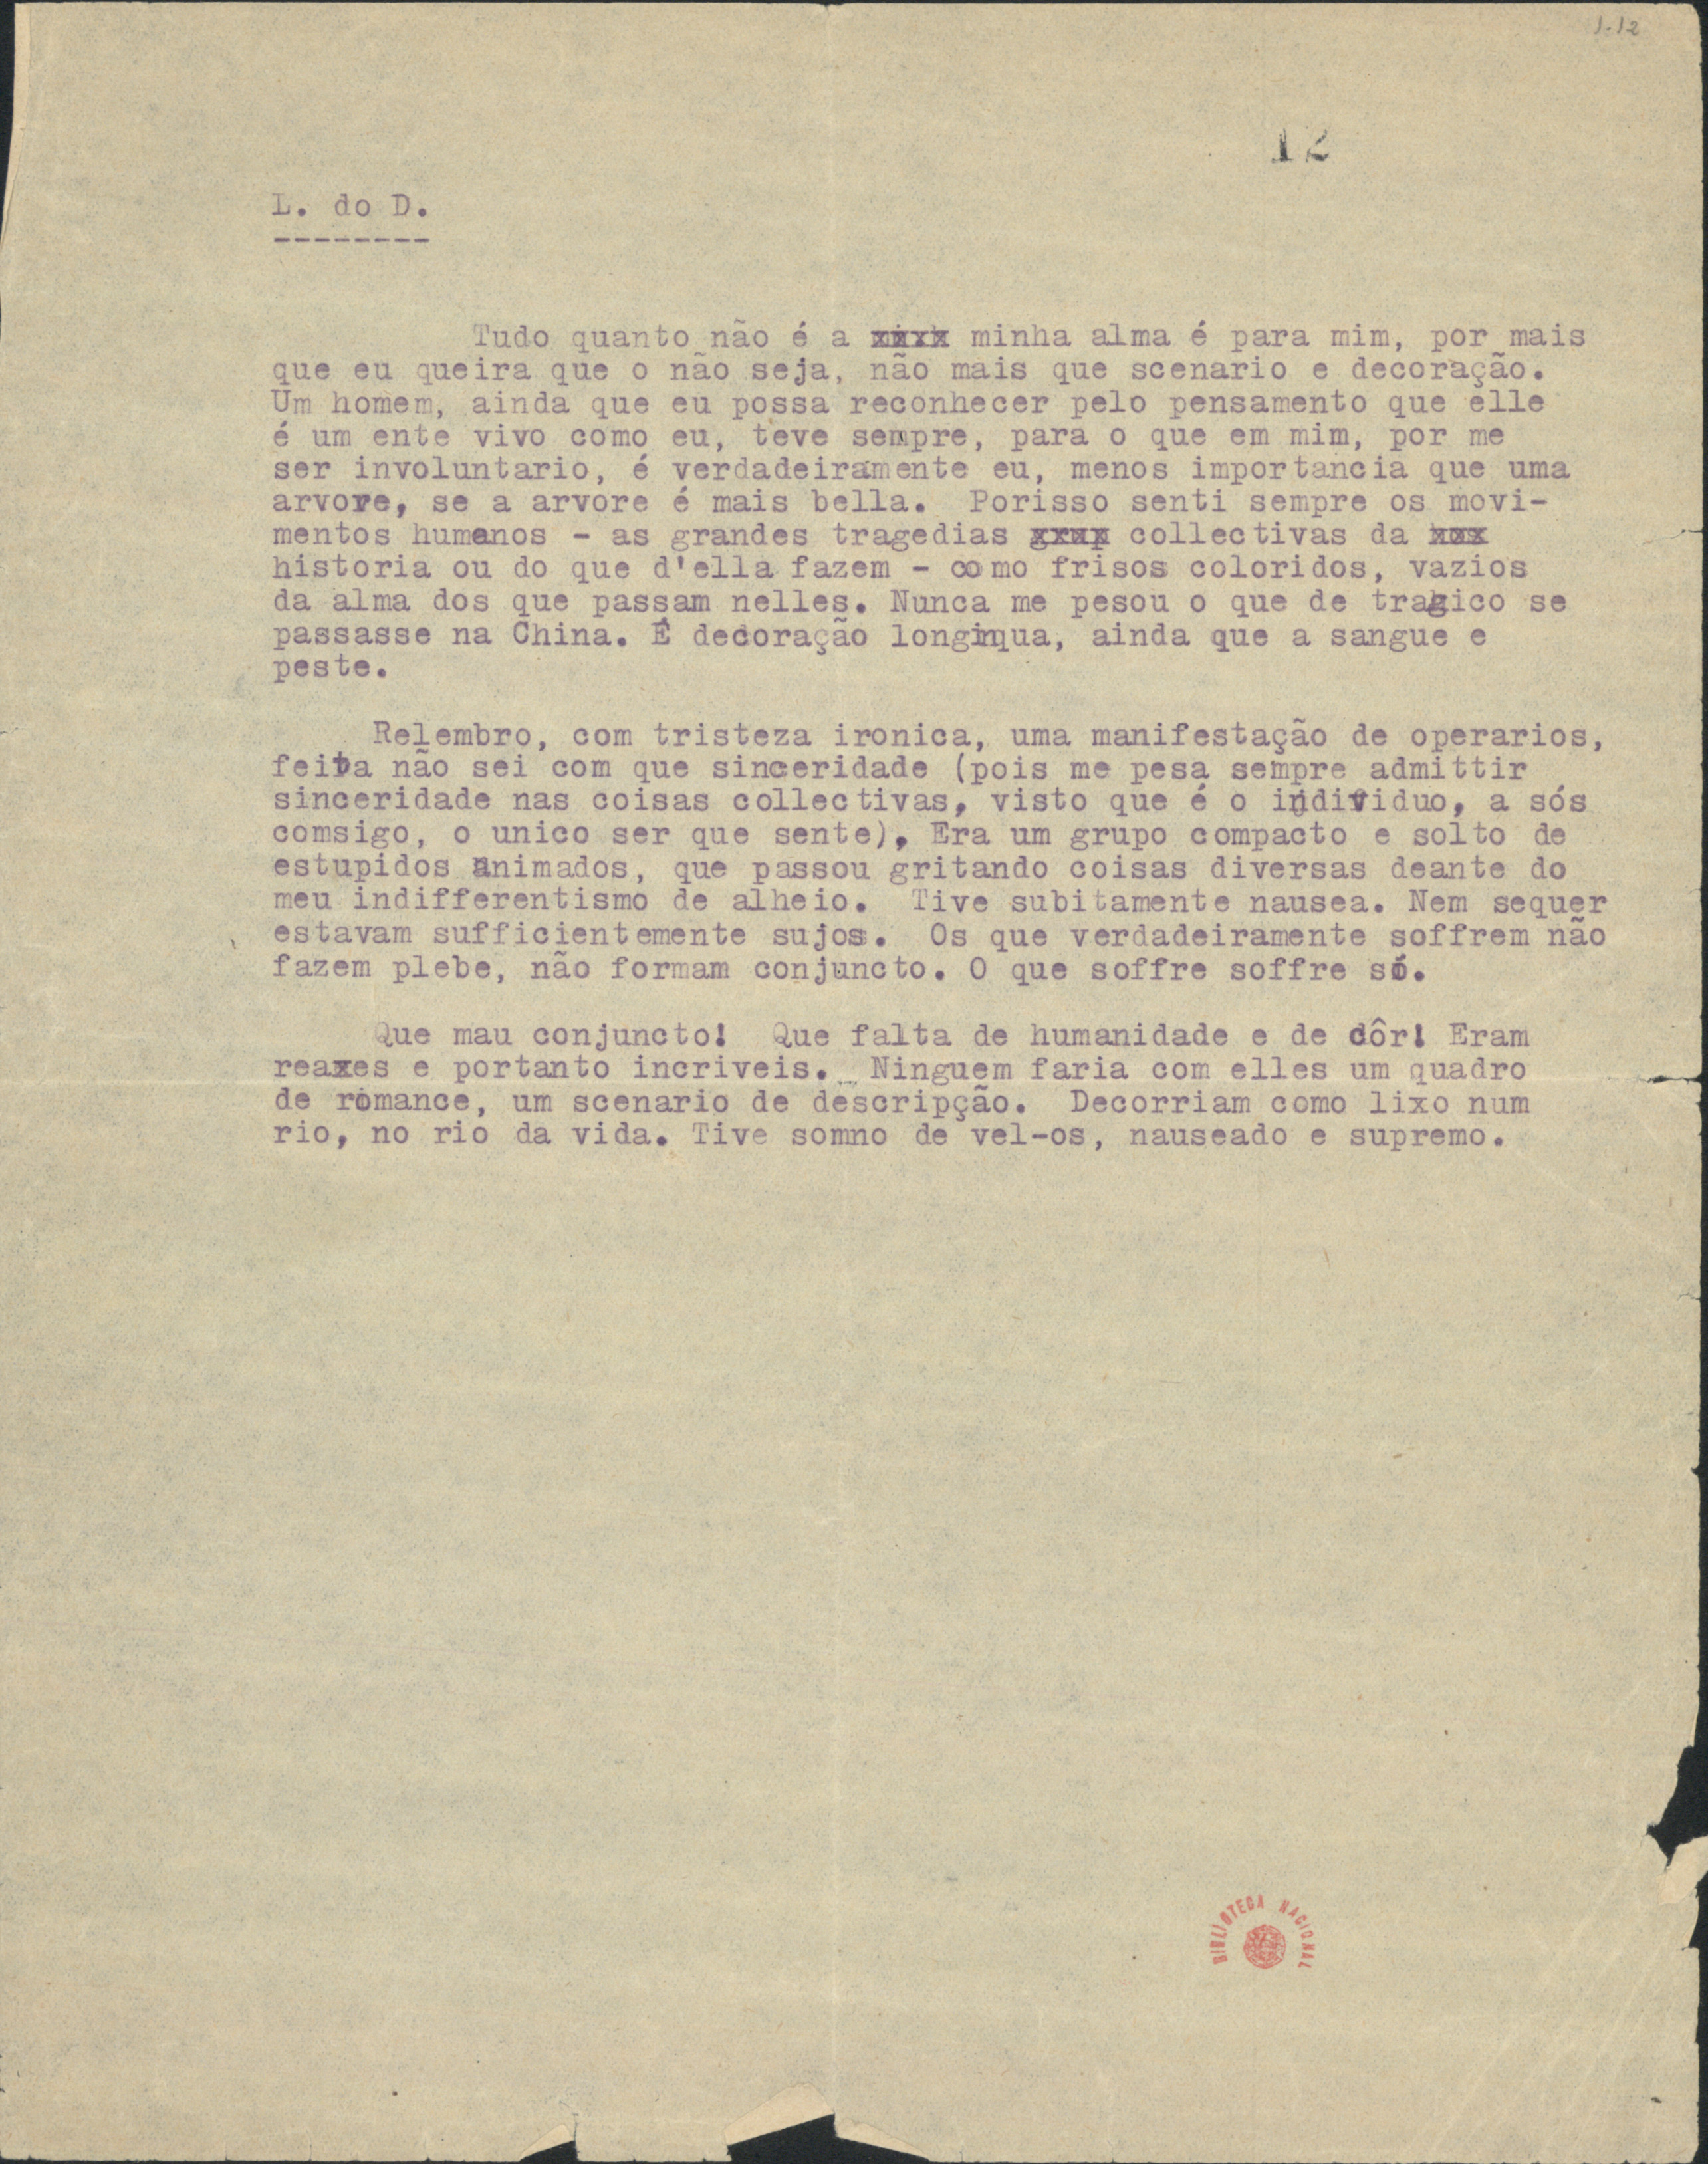 1-12
12
L. do D.
--------
Tudo quanto não é a xxxx minha alma é para mim, por mais
que eu queira que o não seja, não mais que scenario e decoração.
Um homem, ainda que eu possa reconhecer pelo pensamento que elle
é um ente vivo como eu, teve sempre, para o que em mim, por me
ser involuntario, é verdadeiramente eu, menos importancia que uma
arvore, se a arvore é mais bella. Porisso senti sempre os movi-
mentos humanos - as grandes tragedias collectivas da xxx
historia ou do que d'ella fazem - como frisos coloridos, vazios
da alma dos que passam nelles. Nunca me pesou o que de tragico se
passasse na China. É decoração longinqua, ainda que a sangue e
peste.
Relembro, com tristeza ironica, uma manifestação de operarios,
feita não sei com que sinceridade (pois me pesa sempre admittir
sinceridade nas coisas collectivas, visto que é o individuo, a sós
comsigo, o unico ser que sente). Era um grupo compacto e solto de
estupidos animados, que passou gritando coisas diversas deante do
meu indifferentismo de alheio. Tive subitamente nausea. Nem sequer
estavam sufficientemente sujos. Os que verdadeiramente soffrem não
fazem plebe, não formam conjuncto. O que soffre soffre só.
Que mau conjuncto! Que falta de humanidade e de dôr! Eram
reaes e portanto incriveis. Ninguem faria com elles um quadro
de romance, um scenario de descripção. Decorriam como lixo num
rio, no rio da vida. Tive somno de vel-os, nauseado e supremo.
BIBLIOTECA NACIONAL